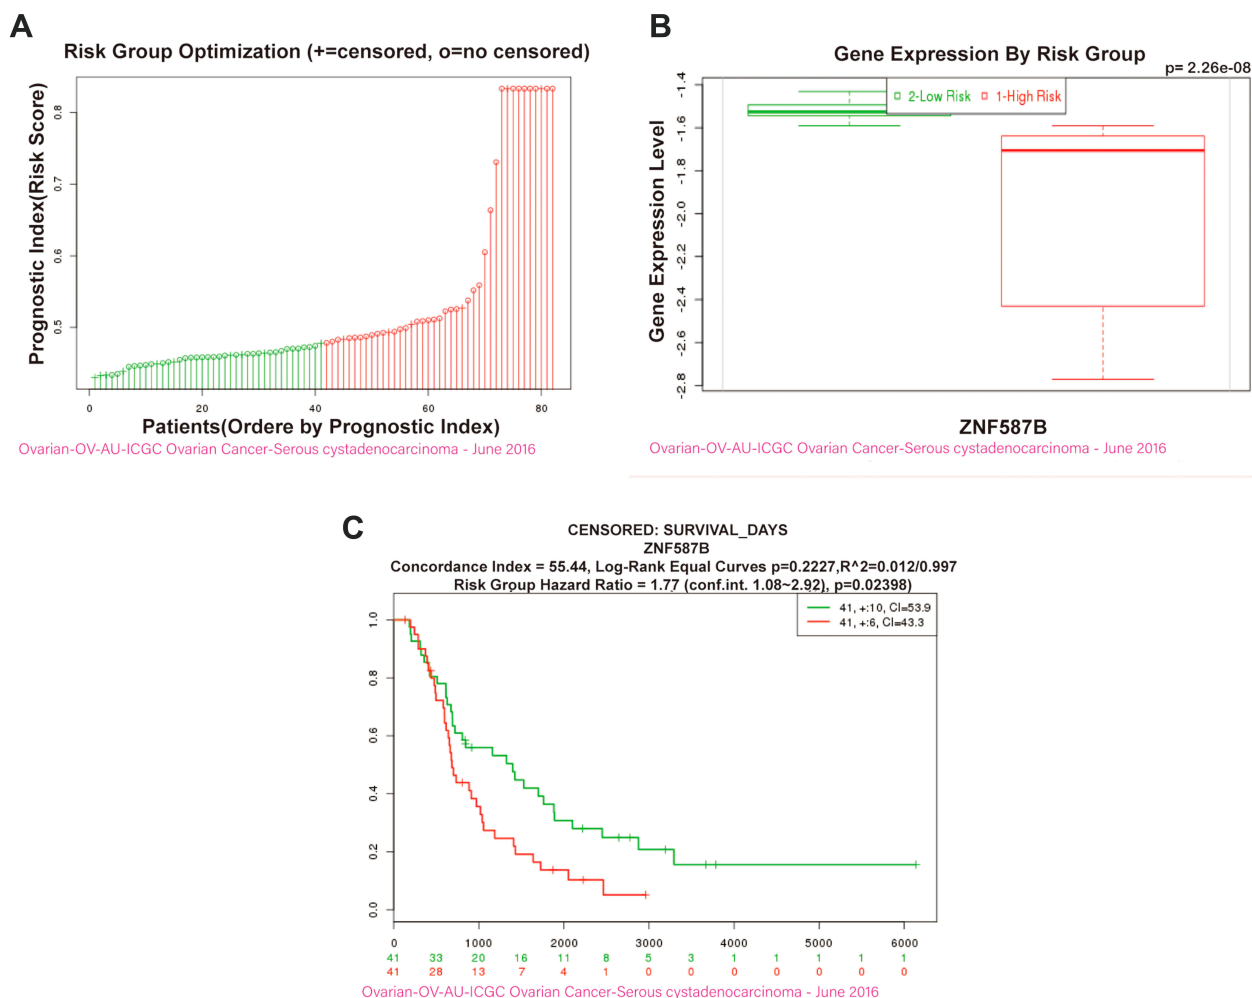 A
Risk Group Optimization (+=censored, o=no censored)
Prognostic Index(Risk Score)
0.8
0.7
0.6
0.5
0 20 40 60 80
Patients(Ordere by Prognostic Index)
Ovarian-OV-AU-ICGC Ovarian Cancer-Serous cystadenocarcinoma - June 2016
B
Gene Expression By Risk Group
p= 2.26e-08
2-Low Risk 1-High Risk
Gene Expression Level
-1.4
-1.6
-1.8
-2.0
-2.2
-2.4
-2.6
-2.8
ZNF587B
Ovarian-OV-AU-ICGC Ovarian Cancer-Serous cystadenocarcinoma - June 2016
C
CENSORED: SURVIVAL_DAYS
ZNF587B
Concordance Index = 55.44, Log-Rank Equal Curves p=0.2227,R^2=0.012/0.997
Risk Group Hazard Ratio = 1.77 (conf.int. 1.08~2.92), p=0.02398)
41, +:10, CI=53.9
41, +:6, CI=43.3
1.0
0.8
0.6
0.4
0.2
0.0
0 1000 2000 3000 4000 5000 6000
41 33 20 16 11 8 5 3 1 1 1 1 1
41 28 13 7 4 1 0 0 0 0 0 0 0
Ovarian-OV-AU-ICGC Ovarian Cancer-Serous cystadenocarcinoma - June 2016